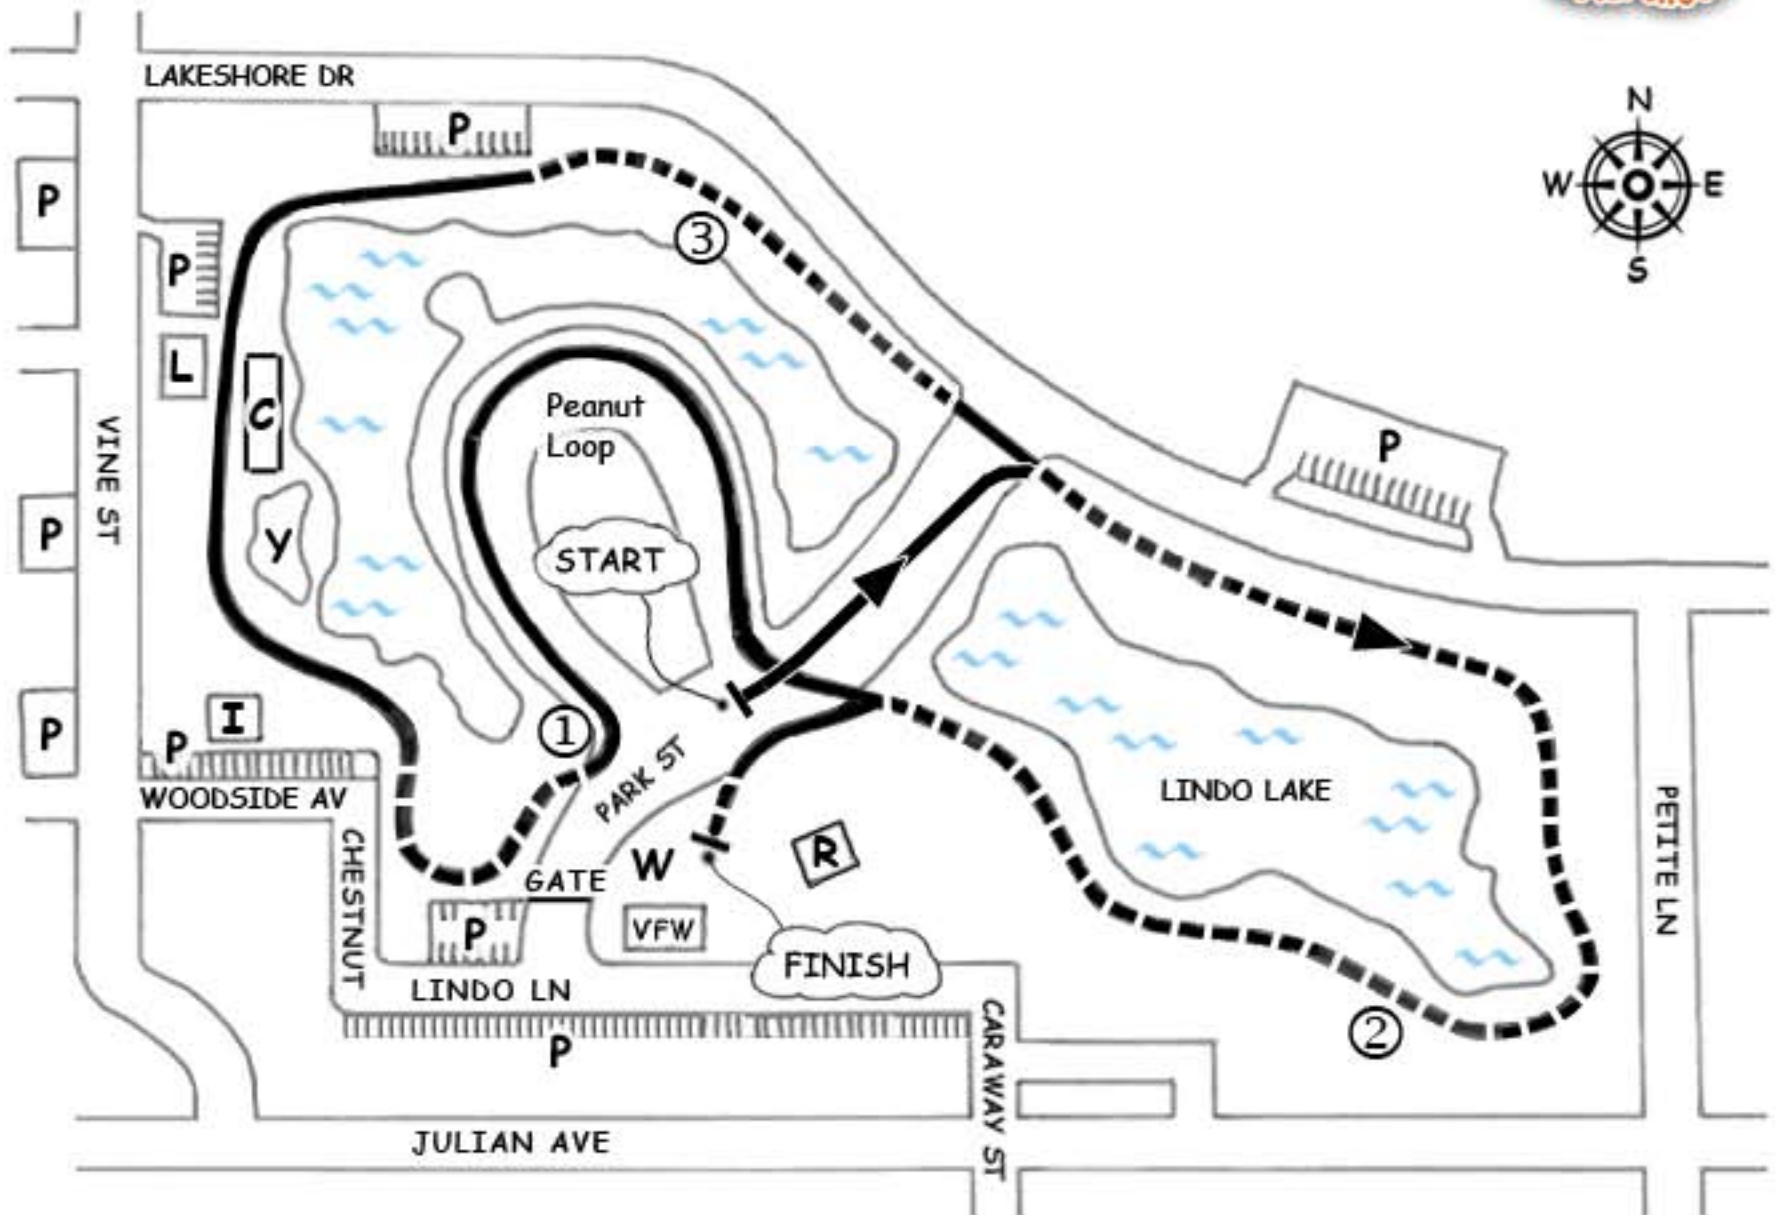 LAKESHORE DR
P
N
W
E
S
P
P
3
L
C
Peanut
Loop
P
VINE ST
P
Y
START
I
P
P
1
PARK ST
WOODSIDE AV
LINDO LAKE
PETITE LN
CHESTNUT
GATE
W
R
P
VFW
FINISH
LINDO LN
2
P
CARAWAY ST
JULIAN AVE